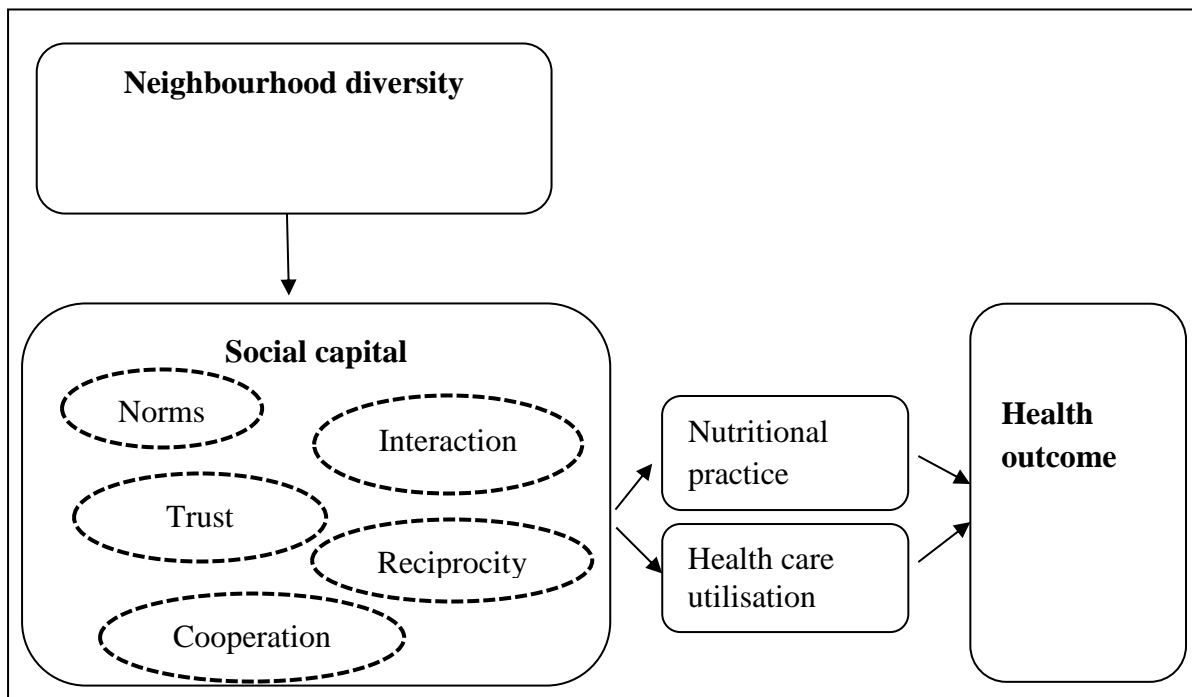 Neighbourhood diversity
Social capital
Norms
Interaction
Trust
Reciprocity
Cooperation
Nutritional
practice
Health care
utilisation
Health
outcome